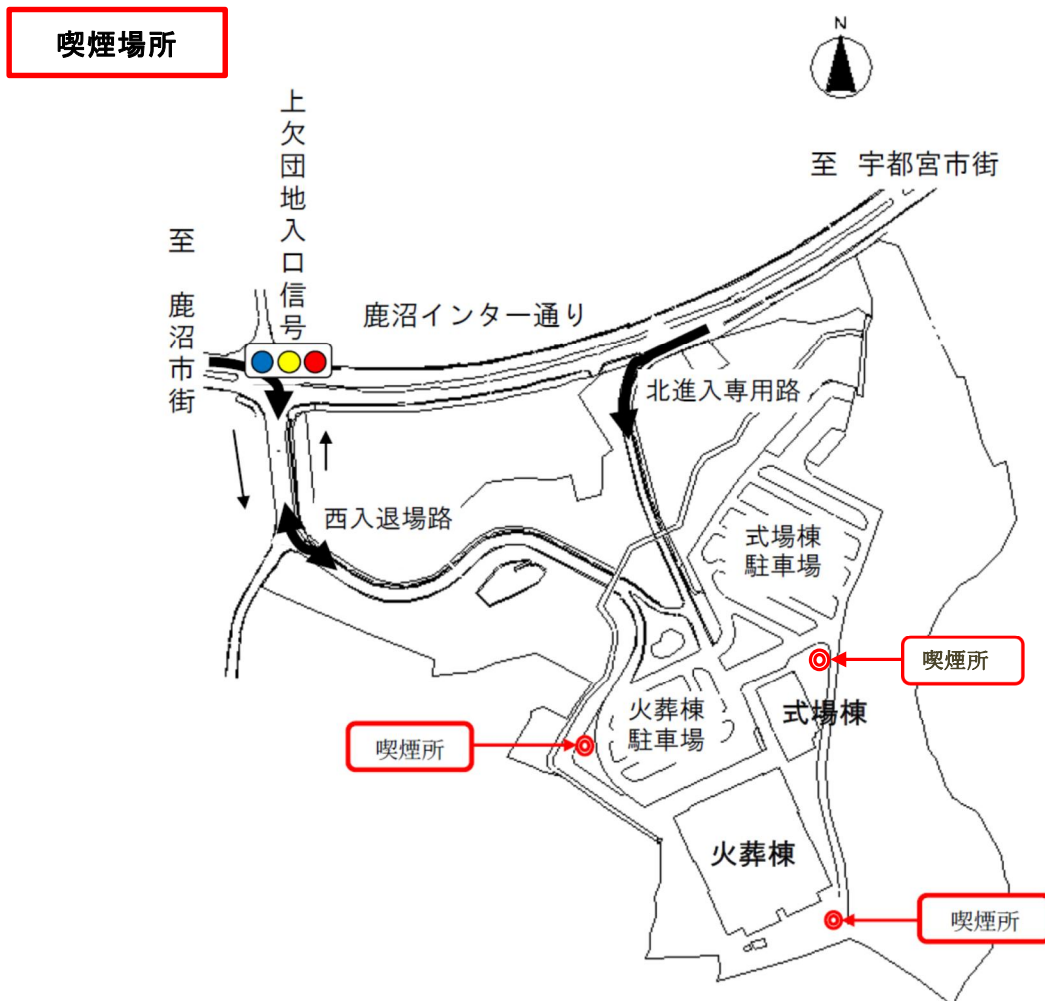 喫煙場所
N
上欠団地入口信号
至 宇都宮市街
至 鹿沼市街
鹿沼インター通り
北進入専用路
西入退場路
式場棟
駐車場
喫煙所
火葬棟
駐車場
式場棟
喫煙所
火葬棟
喫煙所